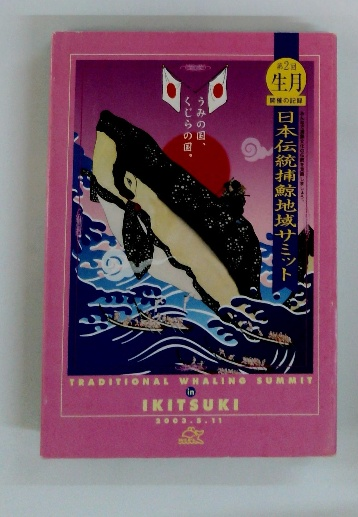 第2回
生月
開催の記録
日本伝統捕鯨地域サミット
うみの国、
くじらの国。
TRADITIONAL WHALING SUMMIT
in
IKITSUKI
2003.5.11